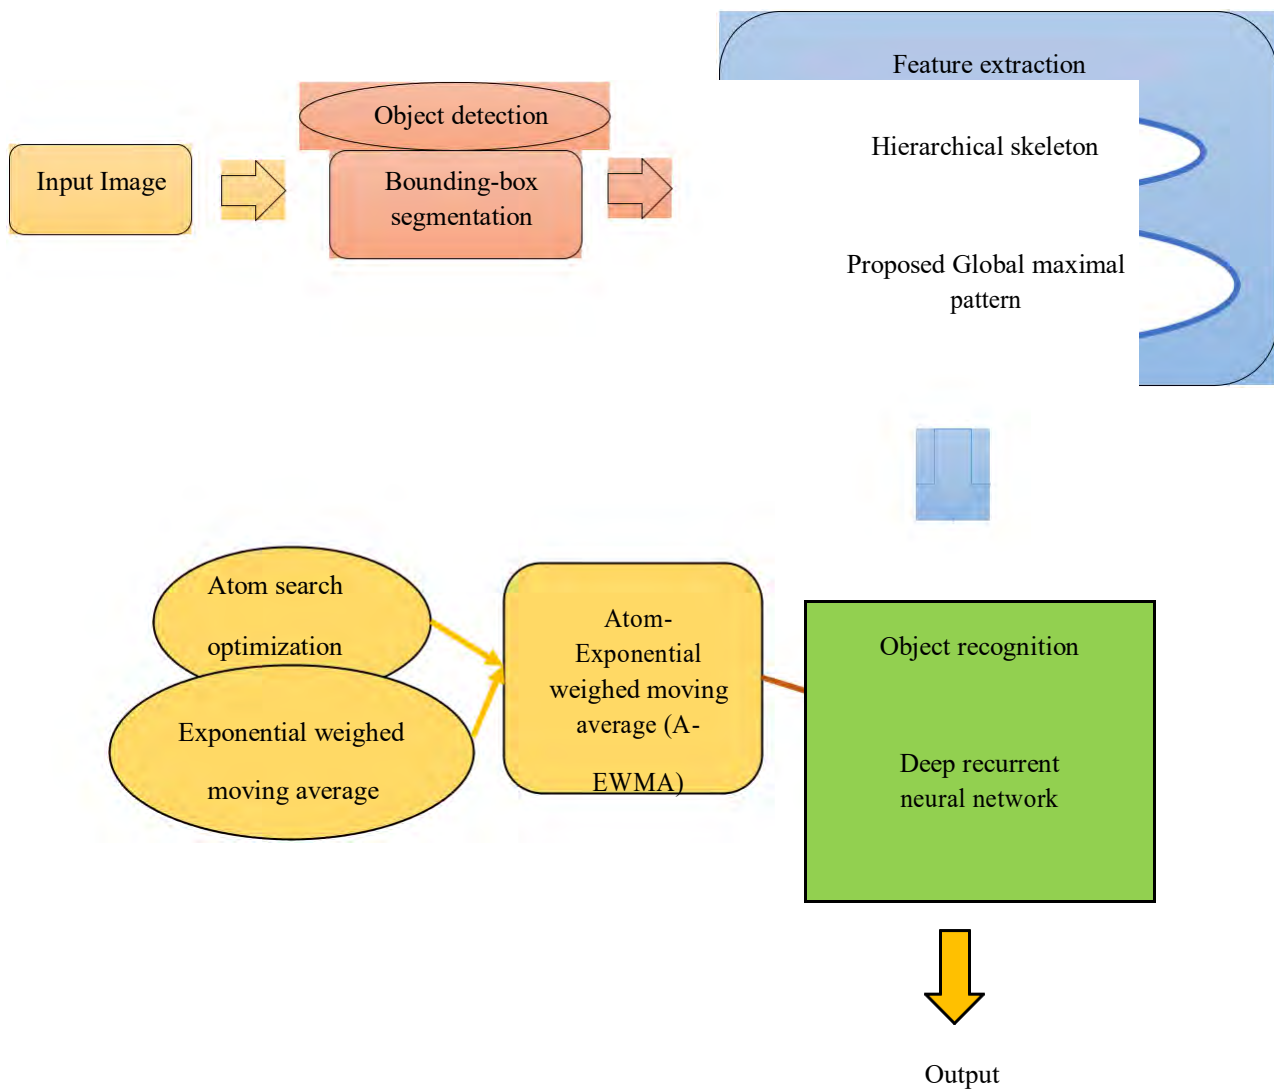 Input Image
Object detection
Bounding-box
segmentation
Feature extraction
Hierarchical skeleton
Proposed Global maximal
pattern
Atom search
optimization
Exponential weighed
moving average
Atom-
Exponential
weighed moving
average (A-
EWMA)
Object recognition
Deep recurrent
neural network
Output